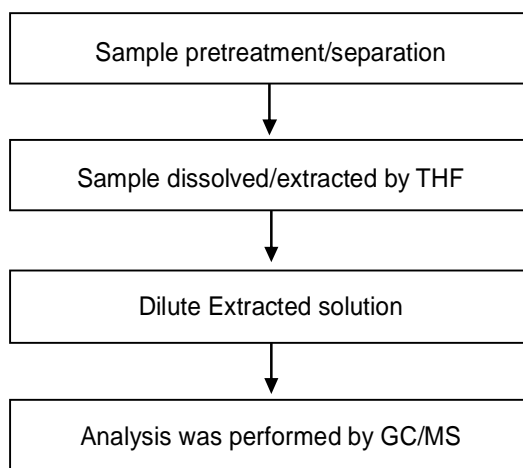 Sample pretreatment/separation
Sample dissolved/extracted by THF
Dilute Extracted solution
Analysis was performed by GC/MS